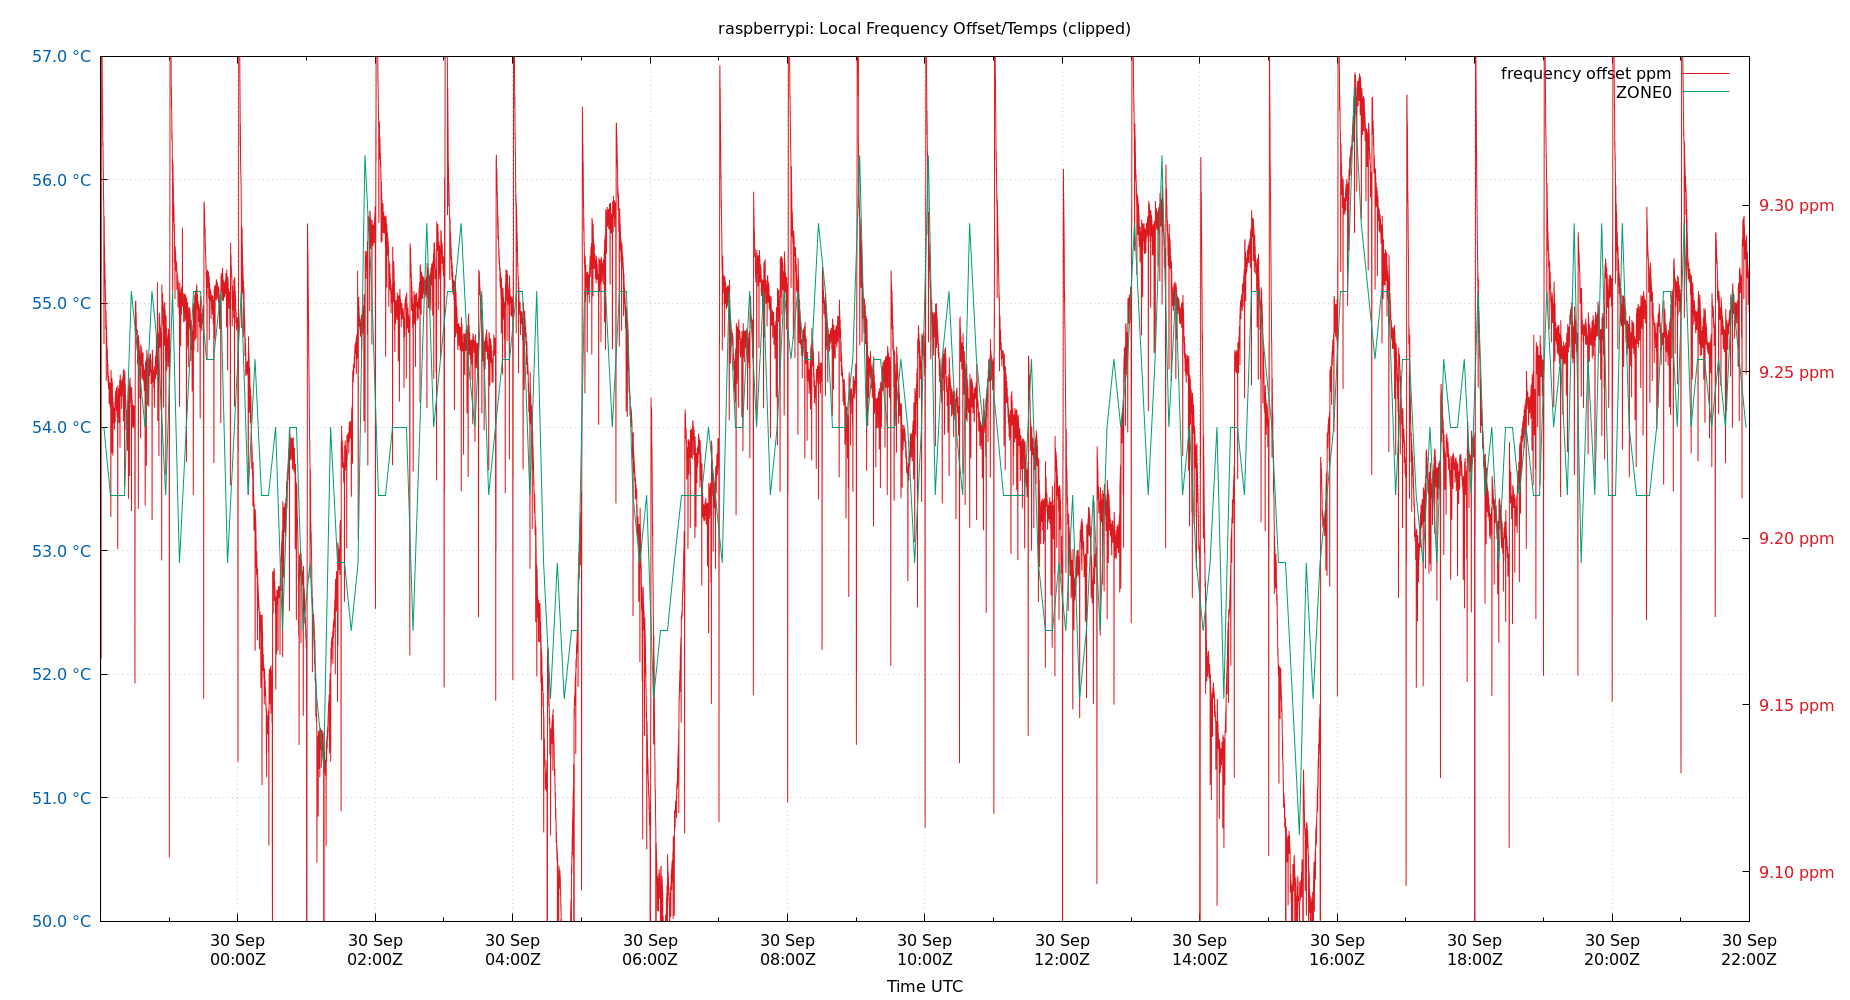 raspberrypi: Local Frequency Offset/Temps (clipped)
57.0 °C
56.0 °C
55.0 °C
54.0 °C
53.0 °C
52.0 °C
51.0 °C
50.0 °C
frequency offset ppm
ZONE0
9.30 ppm
9.25 ppm
9.20 ppm
9.15 ppm
9.10 ppm
30 Sep 30 Sep 30 Sep 30 Sep 30 Sep 30 Sep 30 Sep 30 Sep 30 Sep 30 Sep 30 Sep 30 Sep
00:00Z 02:00Z 04:00Z 06:00Z 08:00Z 10:00Z 12:00Z 14:00Z 16:00Z 18:00Z 20:00Z 22:00Z
Time UTC